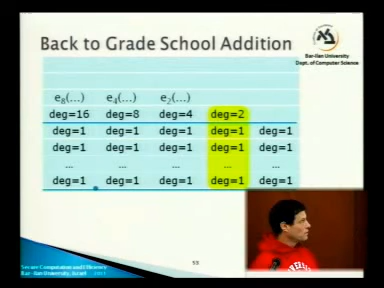 Back to Grade School Addition
Bar-Ilan University
Dept. of Computer Science
e₈(...) e₄(...) e₂(...)
deg=16 deg=8 deg=4 deg=2
deg=1 deg=1 deg=1 deg=1 deg=1
deg=1 deg=1 deg=1 deg=1 deg=1
... ... ... ... ...
deg=1 deg=1 deg=1 deg=1 deg=1
53
Secure Computation and Efficiency
Bar-Ilan University, Israel 2011